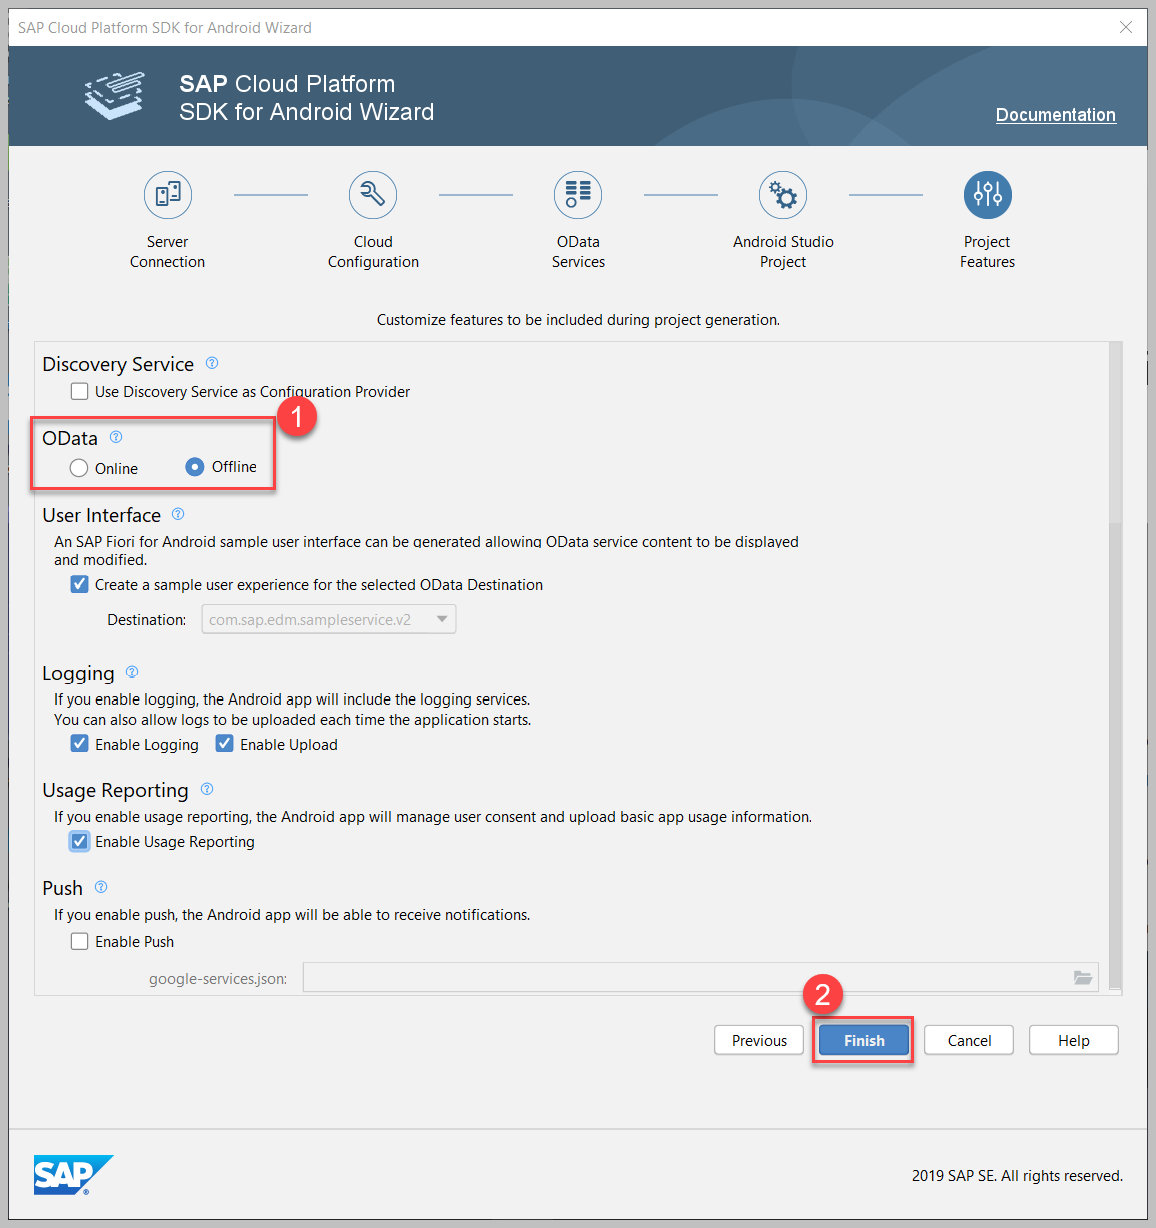 SAP Cloud Platform SDK for Android Wizard
SAP Cloud Platform
SDK for Android Wizard
Documentation
Server
Connection
Cloud
Configuration
OData
Services
Android Studio
Project
Project
Features
Customize features to be included during project generation.
Discovery Service ?
Use Discovery Service as Configuration Provider
1
OData ?
Online Offline
User Interface ?
An SAP Fiori for Android sample user interface can be generated allowing OData service content to be displayed
and modified.
Create a sample user experience for the selected OData Destination
Destination: com.sap.edm.sampleservice.v2
Logging ?
If you enable logging, the Android app will include the logging services.
You can also allow logs to be uploaded each time the application starts.
Enable Logging Enable Upload
Usage Reporting ?
If you enable usage reporting, the Android app will manage user consent and upload basic app usage information.
Enable Usage Reporting
Push ?
If you enable push, the Android app will be able to receive notifications.
Enable Push
google-services.json:
2
Previous Finish Cancel Help
SAP ®
2019 SAP SE. All rights reserved.